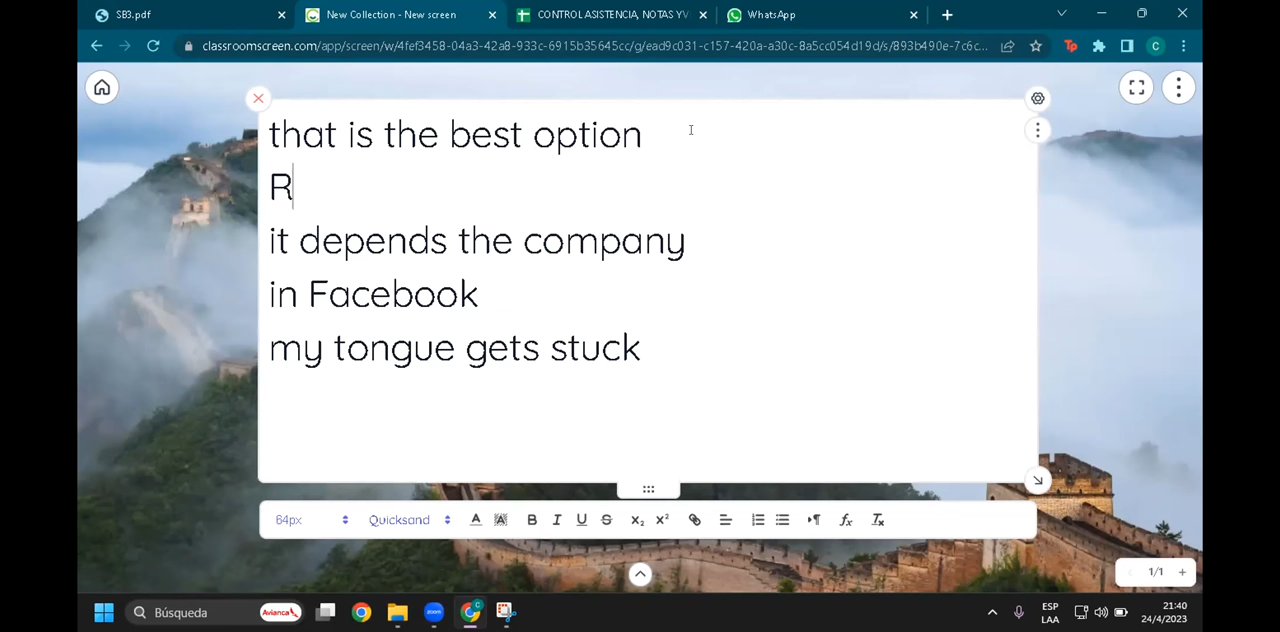 SB3.pdf
New Collection - New screen
CONTROL ASISTENCIA, NOTAS Y V
WhatsApp
classroomscreen.com/app/screen/w/4fef3458-04a3-42a8-933c-6915b35645cc/g/ead9c031-c157-420a-a30c-8a5cc054d19d/s/893b490e-7c6c...
Tp
C
that is the best option
R
it depends the company
in Facebook
my tongue gets stuck
64px
Quicksand
1/1
Búsqueda
Avianca
zoom
ESP
LAA
21:40
24/4/2023